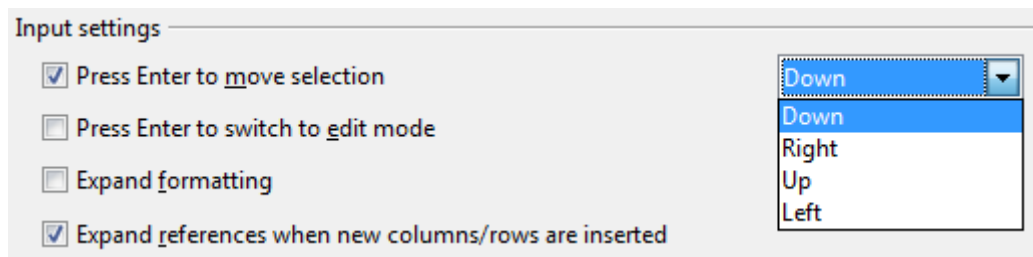 Input settings
Press Enter to move selection
Down
Press Enter to switch to edit mode
Down
Right
Expand formatting
Up
Left
Expand references when new columns/rows are inserted